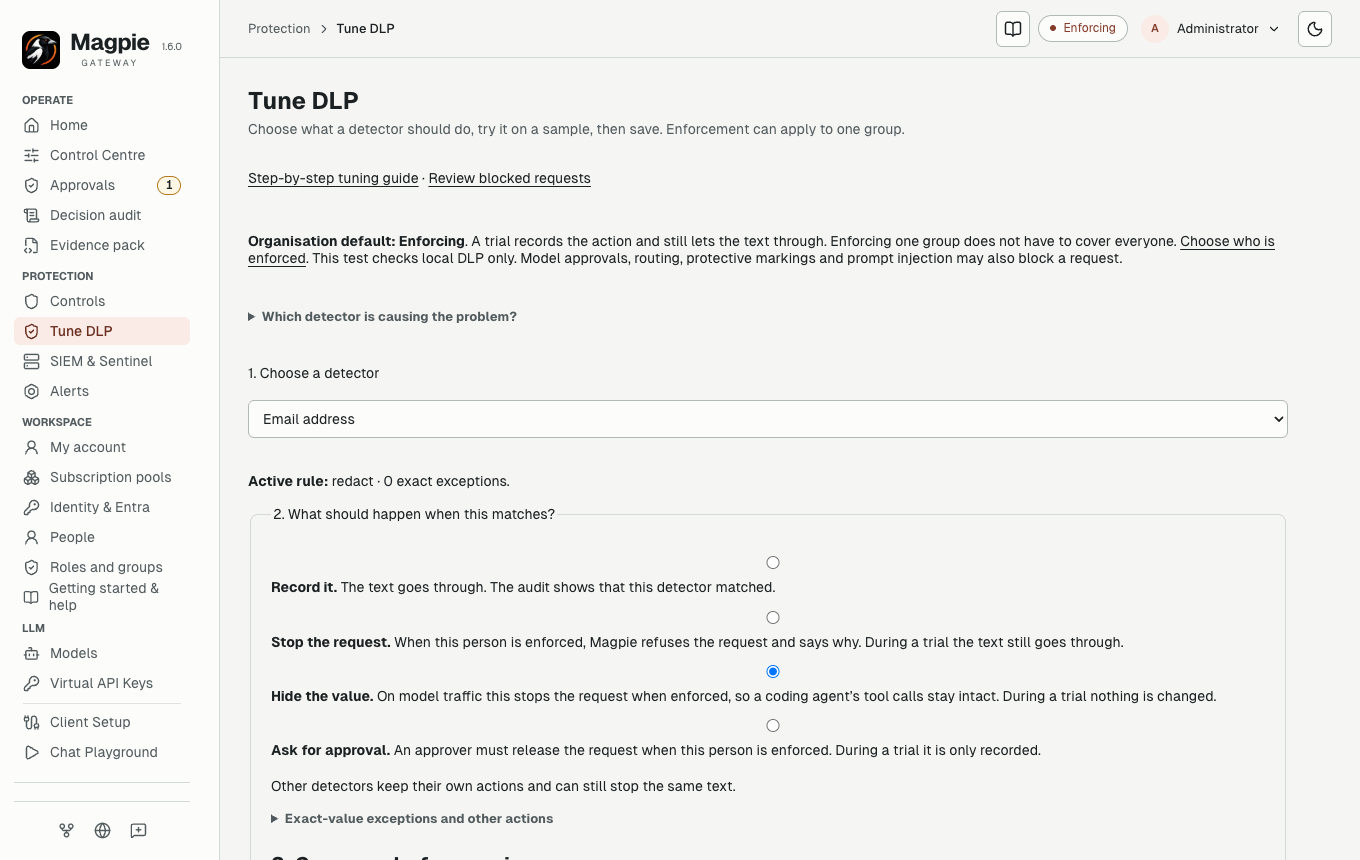 Magpie
1.6.0
GATEWAY
OPERATE
Home
Control Centre
Approvals
1
Decision audit
Evidence pack
PROTECTION
Controls
Tune DLP
SIEM & Sentinel
Alerts
WORKSPACE
My account
Subscription pools
Identity & Entra
People
Roles and groups
Getting started &
help
LLM
Models
Virtual API Keys
Client Setup
Chat Playground
Protection
Tune DLP
Enforcing
A
Administrator
Tune DLP
Choose what a detector should do, try it on a sample, then save. Enforcement can apply to one group.
Step-by-step tuning guide · Review blocked requests
Organisation default: Enforcing. A trial records the action and still lets the text through. Enforcing one group does not have to cover everyone. Choose who is
enforced. This test checks local DLP only. Model approvals, routing, protective markings and prompt injection may also block a request.
Which detector is causing the problem?
1. Choose a detector
Email address
Active rule: redact · 0 exact exceptions.
2. What should happen when this matches?
Record it. The text goes through. The audit shows that this detector matched.
Stop the request. When this person is enforced, Magpie refuses the request and says why. During a trial the text still goes through.
Hide the value. On model traffic this stops the request when enforced, so a coding agent's tool calls stay intact. During a trial nothing is changed.
Ask for approval. An approver must release the request when this person is enforced. During a trial it is only recorded.
Other detectors keep their own actions and can still stop the same text.
Exact-value exceptions and other actions